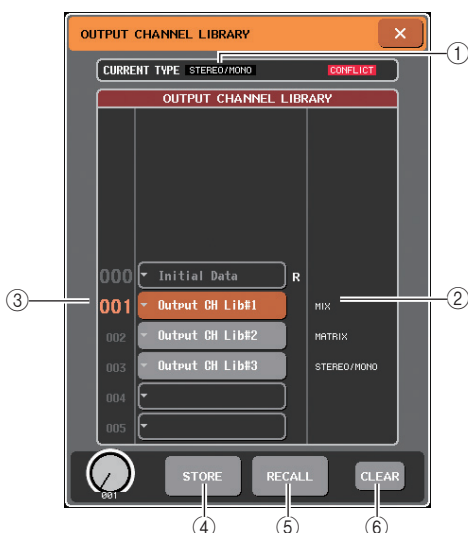 OUTPUT CHANNEL LIBRARY
×
①
CURRENT TYPE STEREO/MONO CONFLICT
OUTPUT CHANNEL LIBRARY
000 Initial Data R
③ 001 Output CH Lib#1 MIX ②
002 Output CH Lib#2 MATRIX
003 Output CH Lib#3 STEREO/MONO
004
005
001 STORE RECALL CLEAR
④ ⑤ ⑥